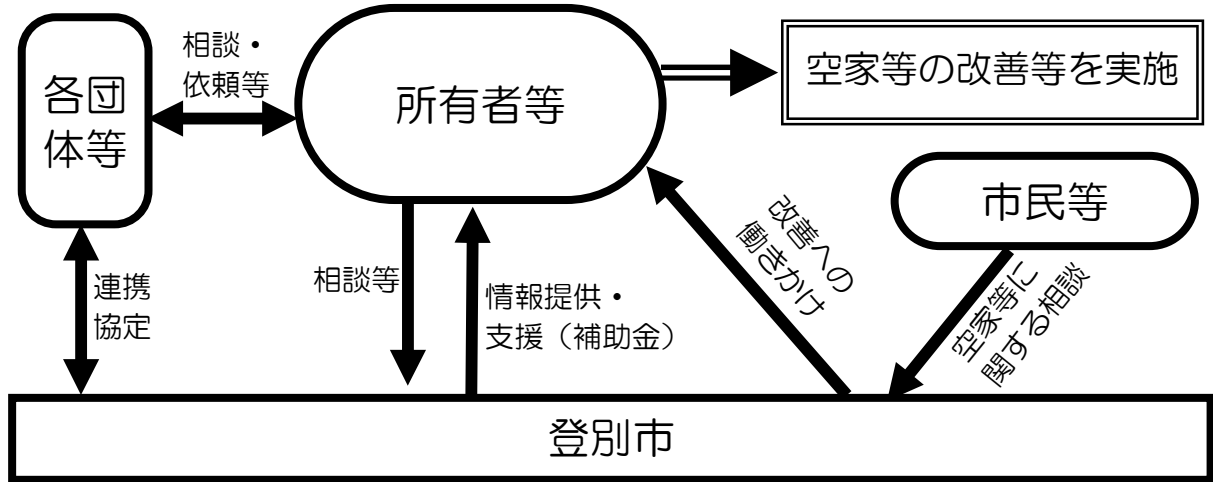 各団
体等
相談・
依頼等
所有者等
空家等の改善等を実施
市民等
連携
協定
相談等
情報提供・
支援（補助金）
改善への
働きかけ
空家等に
関する相談
登別市